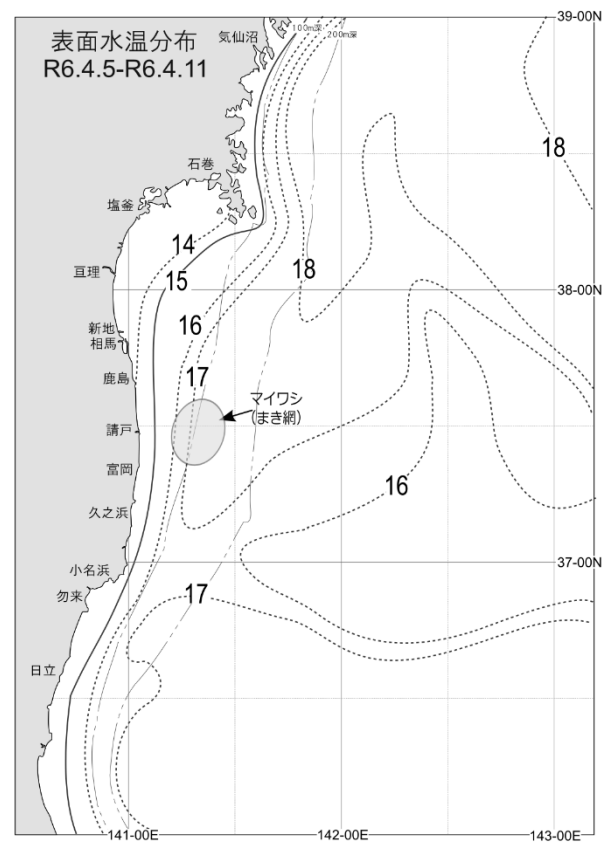 表面水温分布
R6.4.5-R6.4.11
気仙沼
100m深
200m深
39-00N
石巻
18
塩釜
14
亘理
15
18
38-00N
16
新地
相馬
鹿島
17
マイワシ
(まき網)
請戸
富岡
16
久之浜
37-00N
小名浜
勿来
17
日立
141-00E
142-00E
143-00E